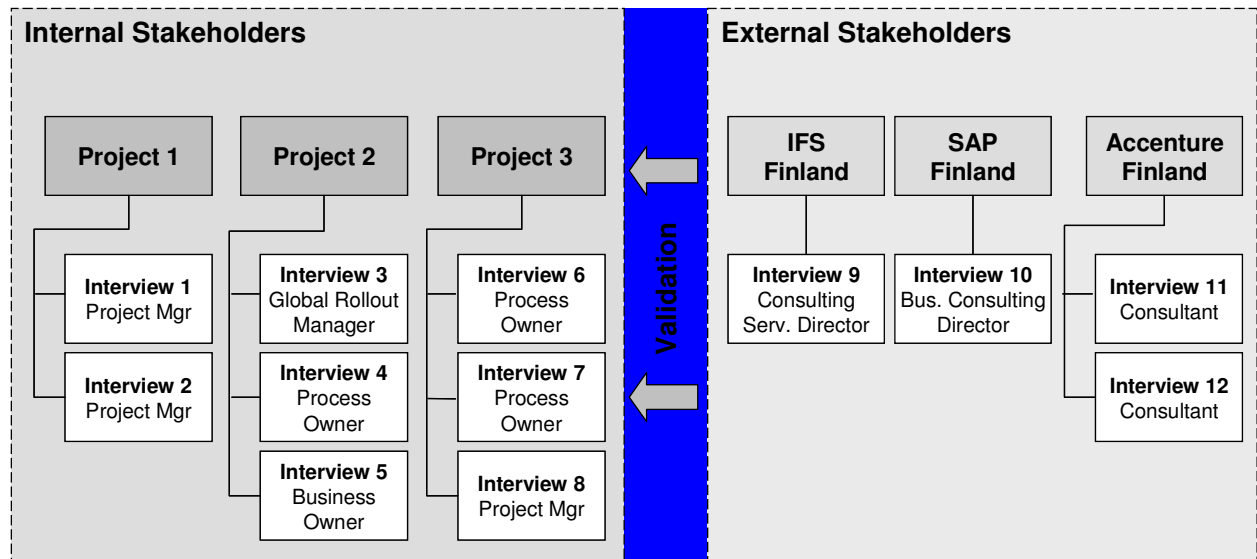 Internal Stakeholders
Project 1
Interview 1
Project Mgr
Interview 2
Project Mgr
Project 2
Interview 3
Global Rollout
Manager
Interview 4
Process
Owner
Interview 5
Business
Owner
Project 3
Interview 6
Process
Owner
Interview 7
Process
Owner
Interview 8
Project Mgr
Validation
External Stakeholders
IFS
Finland
Interview 9
Consulting
Serv. Director
SAP
Finland
Interview 10
Bus. Consulting
Director
Accenture
Finland
Interview 11
Consultant
Interview 12
Consultant